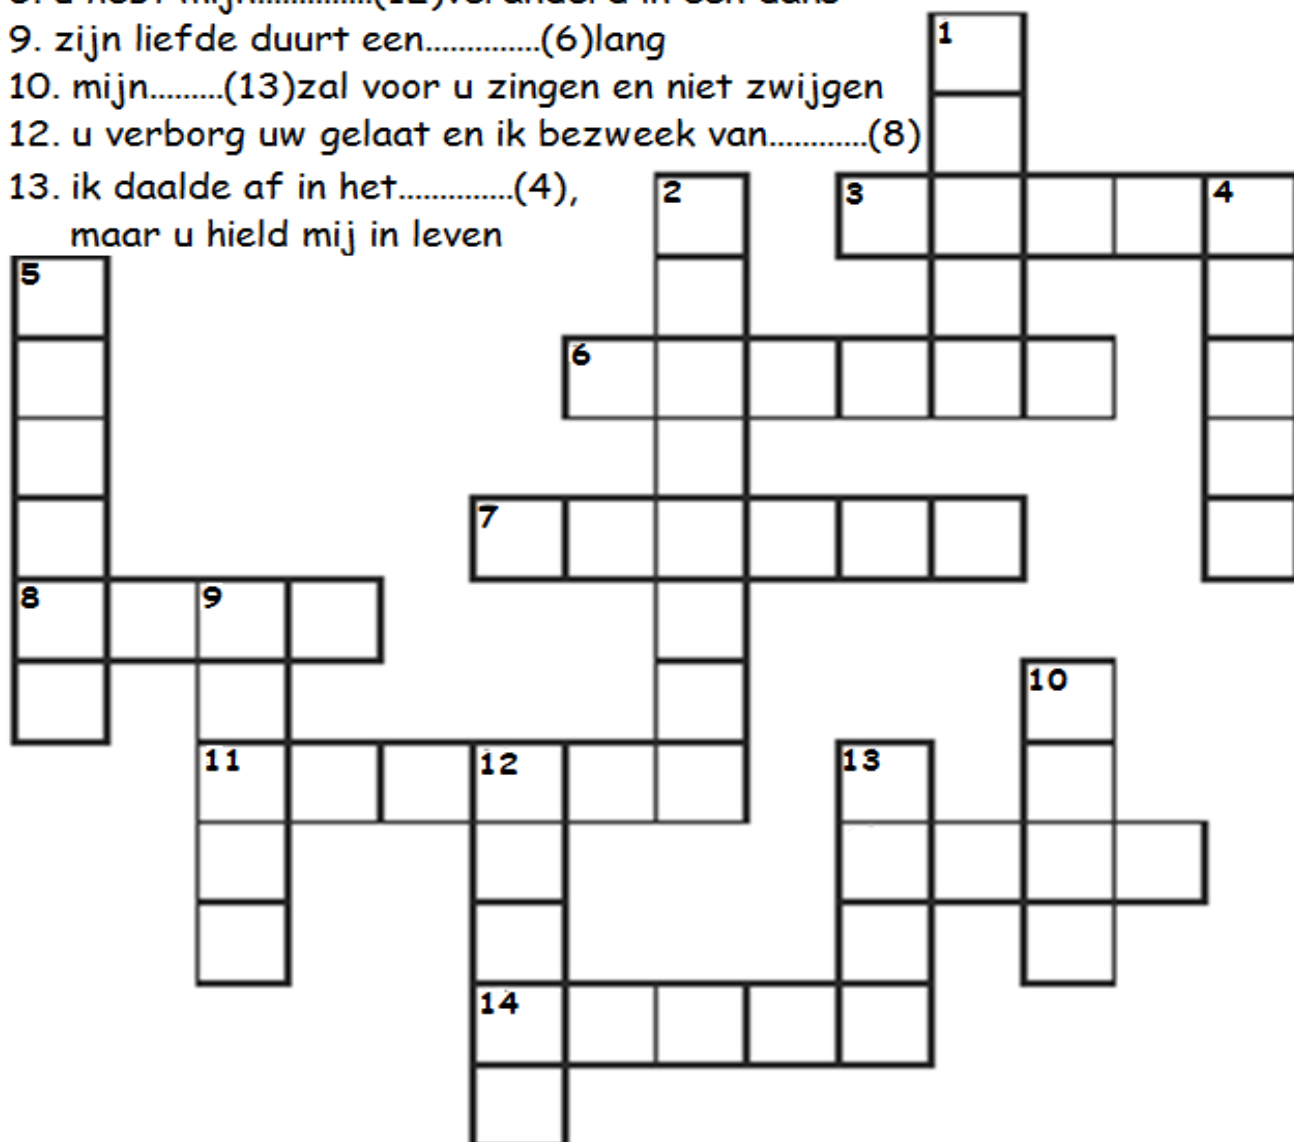 9. zijn liefde duurt een..............(6)lang
10. mijn.........(13)zal voor u zingen en niet zwijgen
12. u verborg uw gelaat en ik bezweek van............(8)
13. ik daalde af in het..............(4),
maar u hield mij in leven
1
2
3
4
5
6
7
8
9
10
11
12
13
14